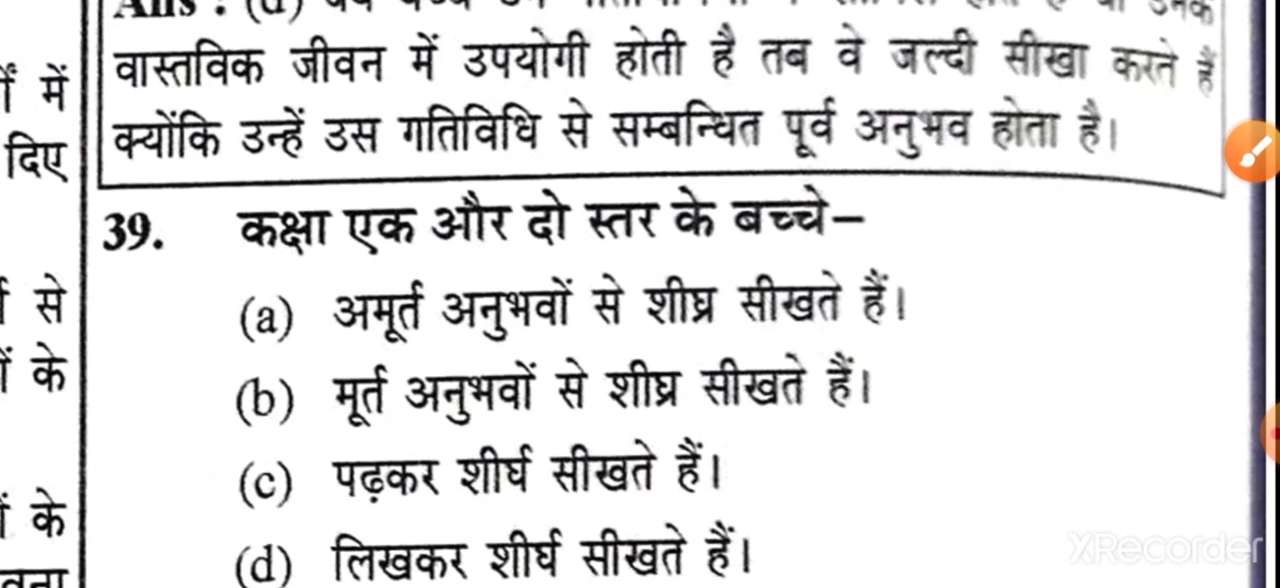 वास्तविक जीवन में उपयोगी होती है तब वे जल्दी सीखा करते हैं
ों में
क्योंकि उन्हें उस गतिविधि से सम्बन्धित पूर्व अनुभव होता है।
दिए
39. कक्षा एक और दो स्तर के बच्चे–
(a) अमूर्त अनुभवों से शीघ्र सीखते हैं।
से
(b) मूर्त अनुभवों से शीघ्र सीखते हैं।
के
(c) पढ़कर शीर्घ सीखते हैं।
के
(d) लिखकर शीर्घ सीखते हैं।
XRecorder